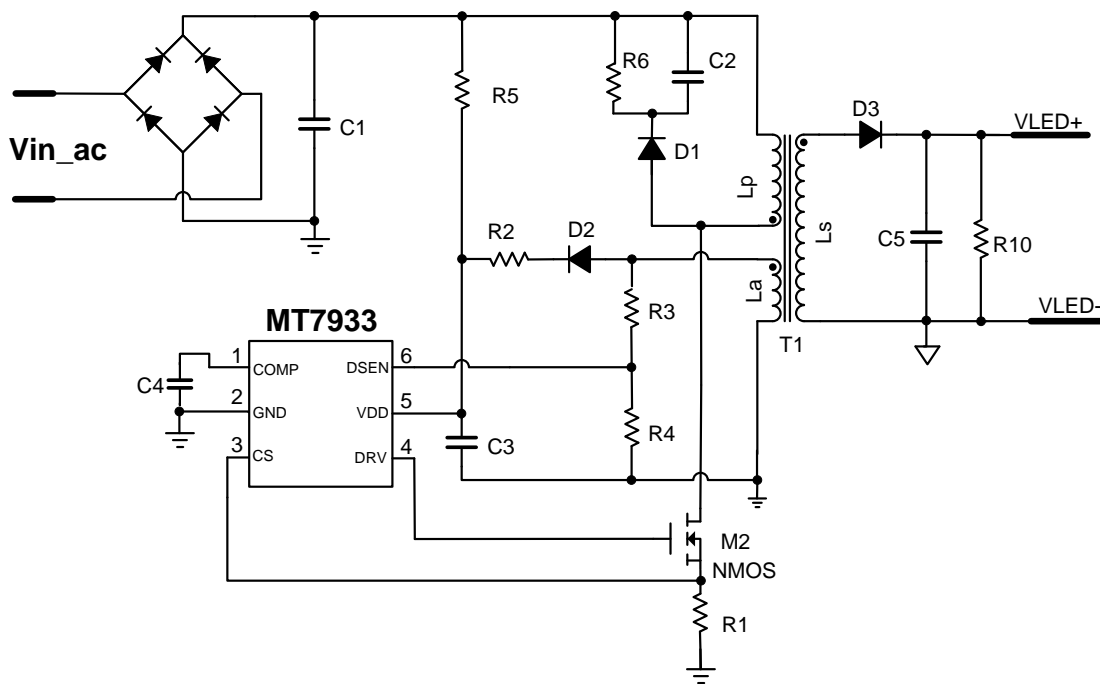 R6
C2
R5
C1
D3
VLED+
Vin_ac
D1
Lp
Ls
R2
D2
C5
R10
La
MT7933
R3
VLED-
T1
1
6
COMP
DSEN
C4
2
5
GND
VDD
R4
C3
3
4
CS
DRV
M2
NMOS
R1